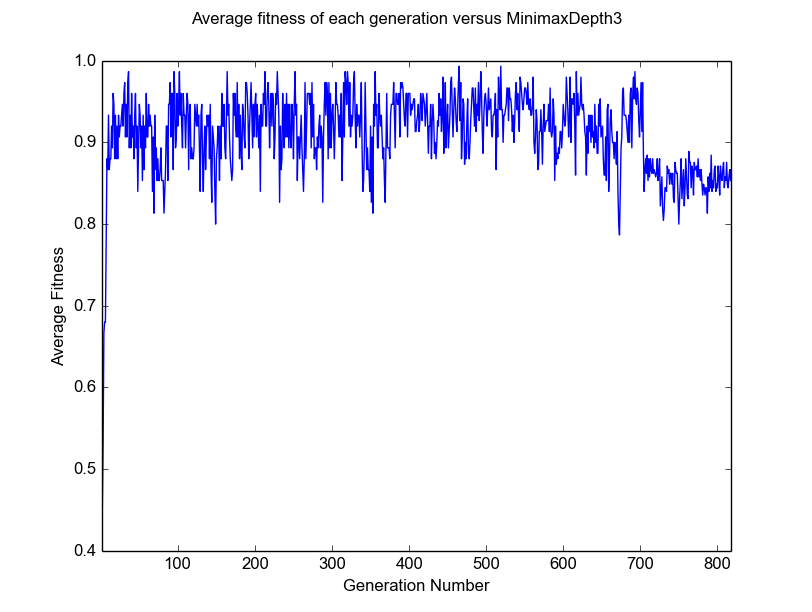 Average fitness of each generation versus MinimaxDepth3
1.0
0.9
0.8
0.7
0.6
0.5
0.4
Average Fitness
100 200 300 400 500 600 700 800
Generation Number